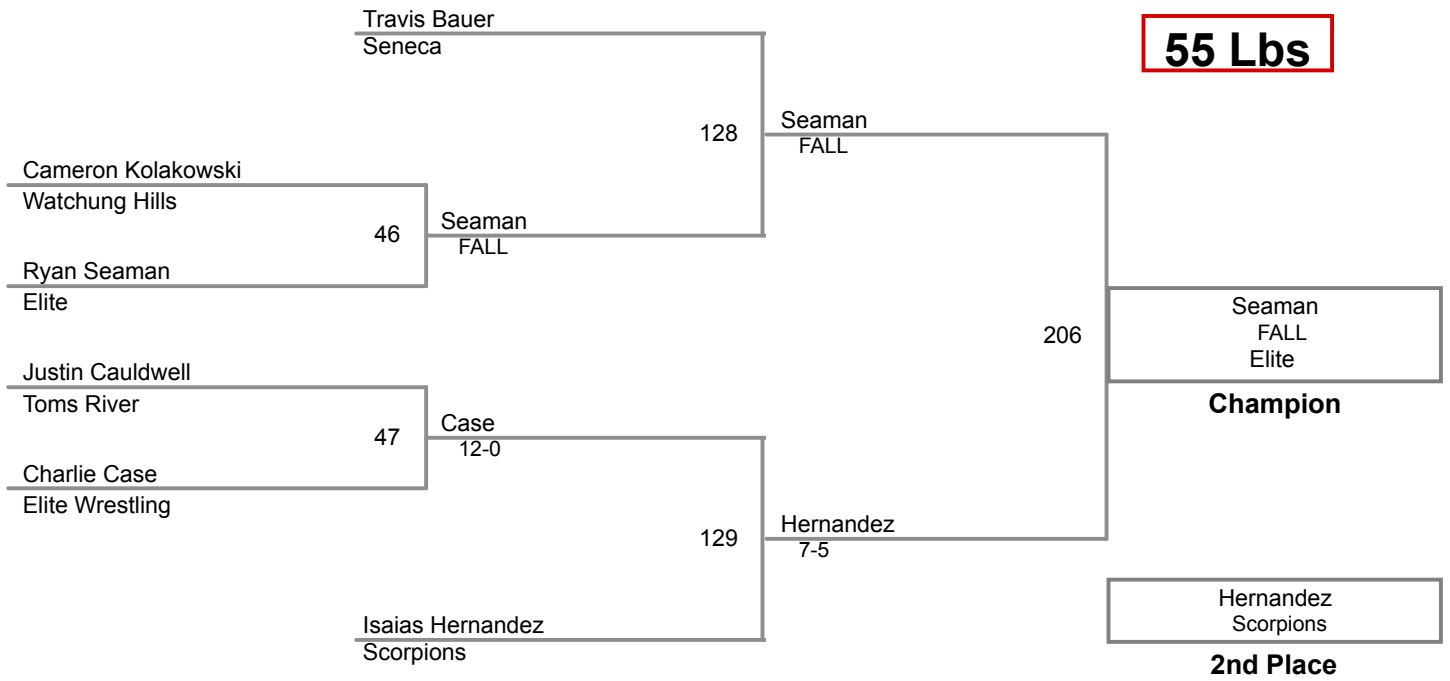 Travis Bauer
Seneca
55 Lbs
128
Seaman
FALL
Cameron Kolakowski
Watchung Hills
46
Seaman
FALL
Ryan Seaman
Elite
206
Seaman
FALL
Elite
Champion
Justin Cauldwell
Toms River
47
Case
12-0
Charlie Case
Elite Wrestling
129
Hernandez
7-5
Isaias Hernandez
Scorpions
Hernandez
Scorpions
2nd Place